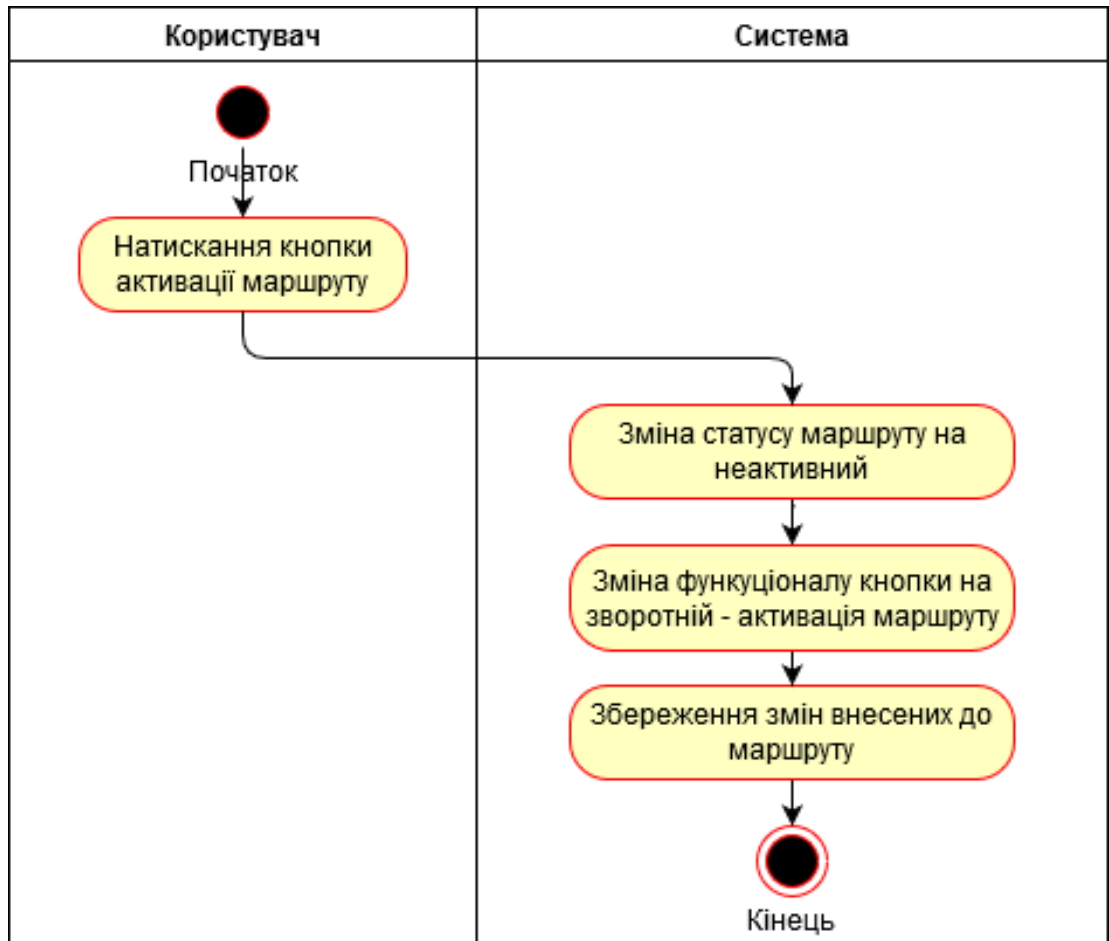 Користувач
Система
Початок
Натискання кнопки
активації маршруту
Зміна статусу маршруту на
неактивний
Зміна функуціоналу кнопки на
зворотній - активація маршруту
Збереження змін внесених до
маршруту
Кінець